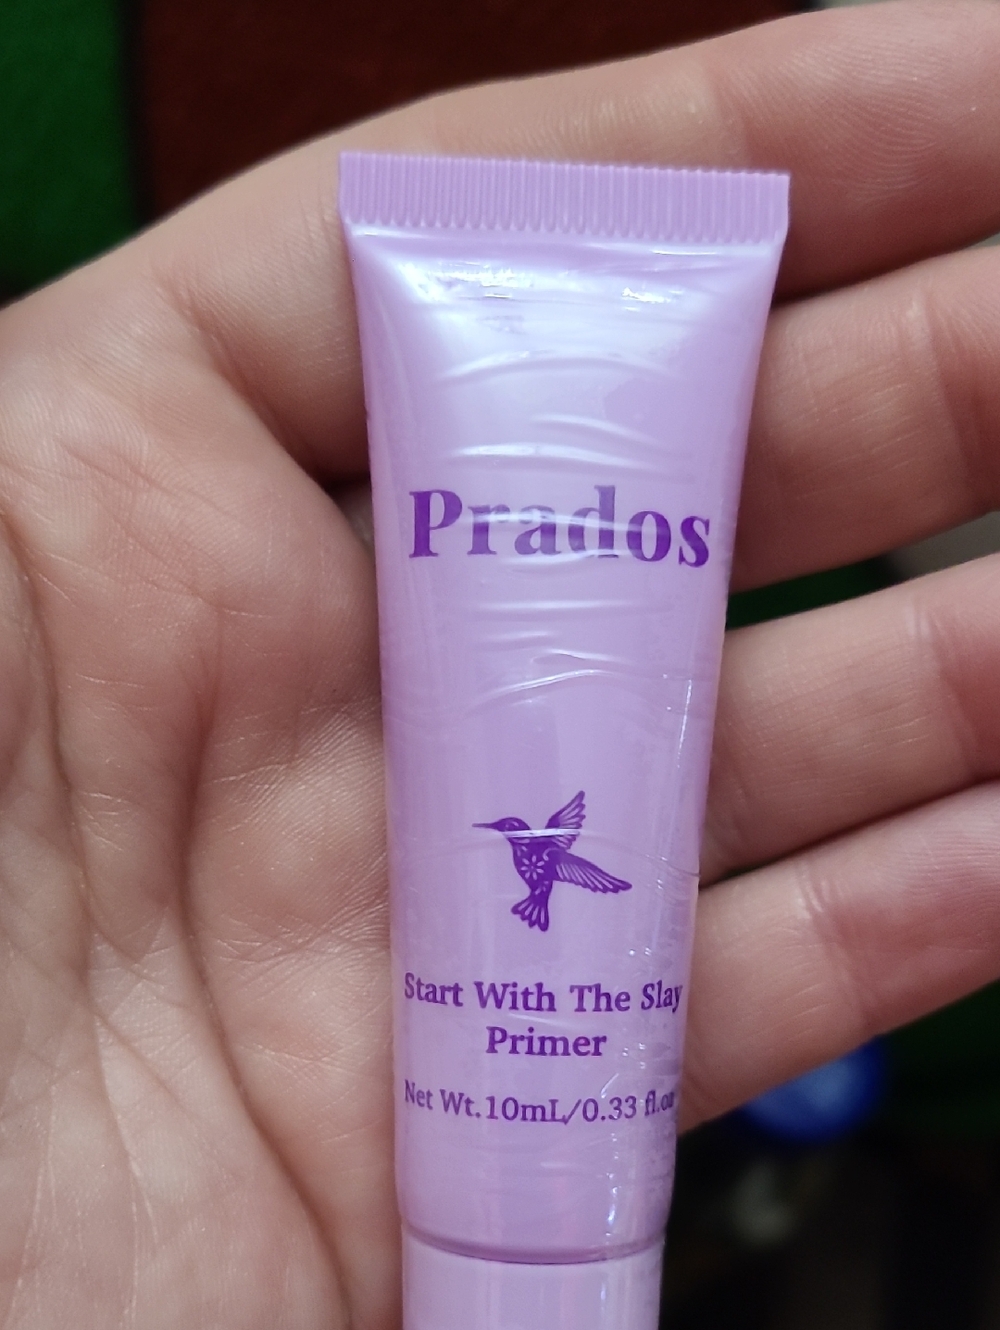 Prados
Start With The Slay
Primer
Net Wt.10mL/0.33 fl.oz